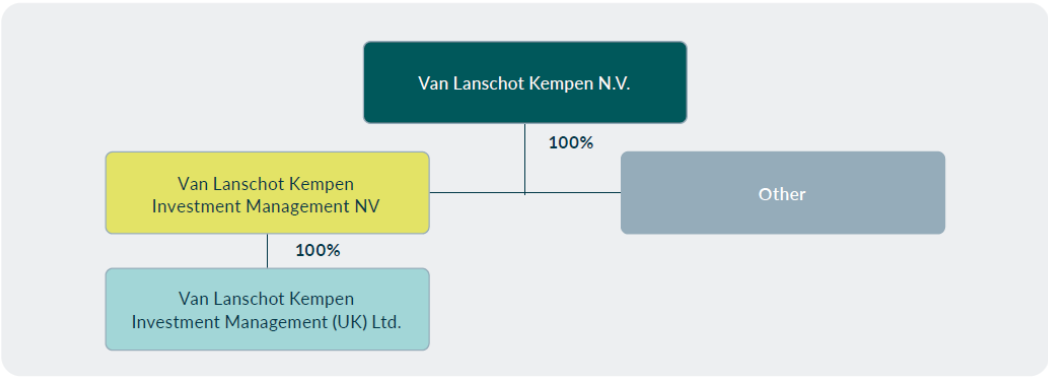 Van Lanschot Kempen N.V.
100%
Van Lanschot Kempen
Investment Management NV
Other
100%
Van Lanschot Kempen
Investment Management (UK) Ltd.